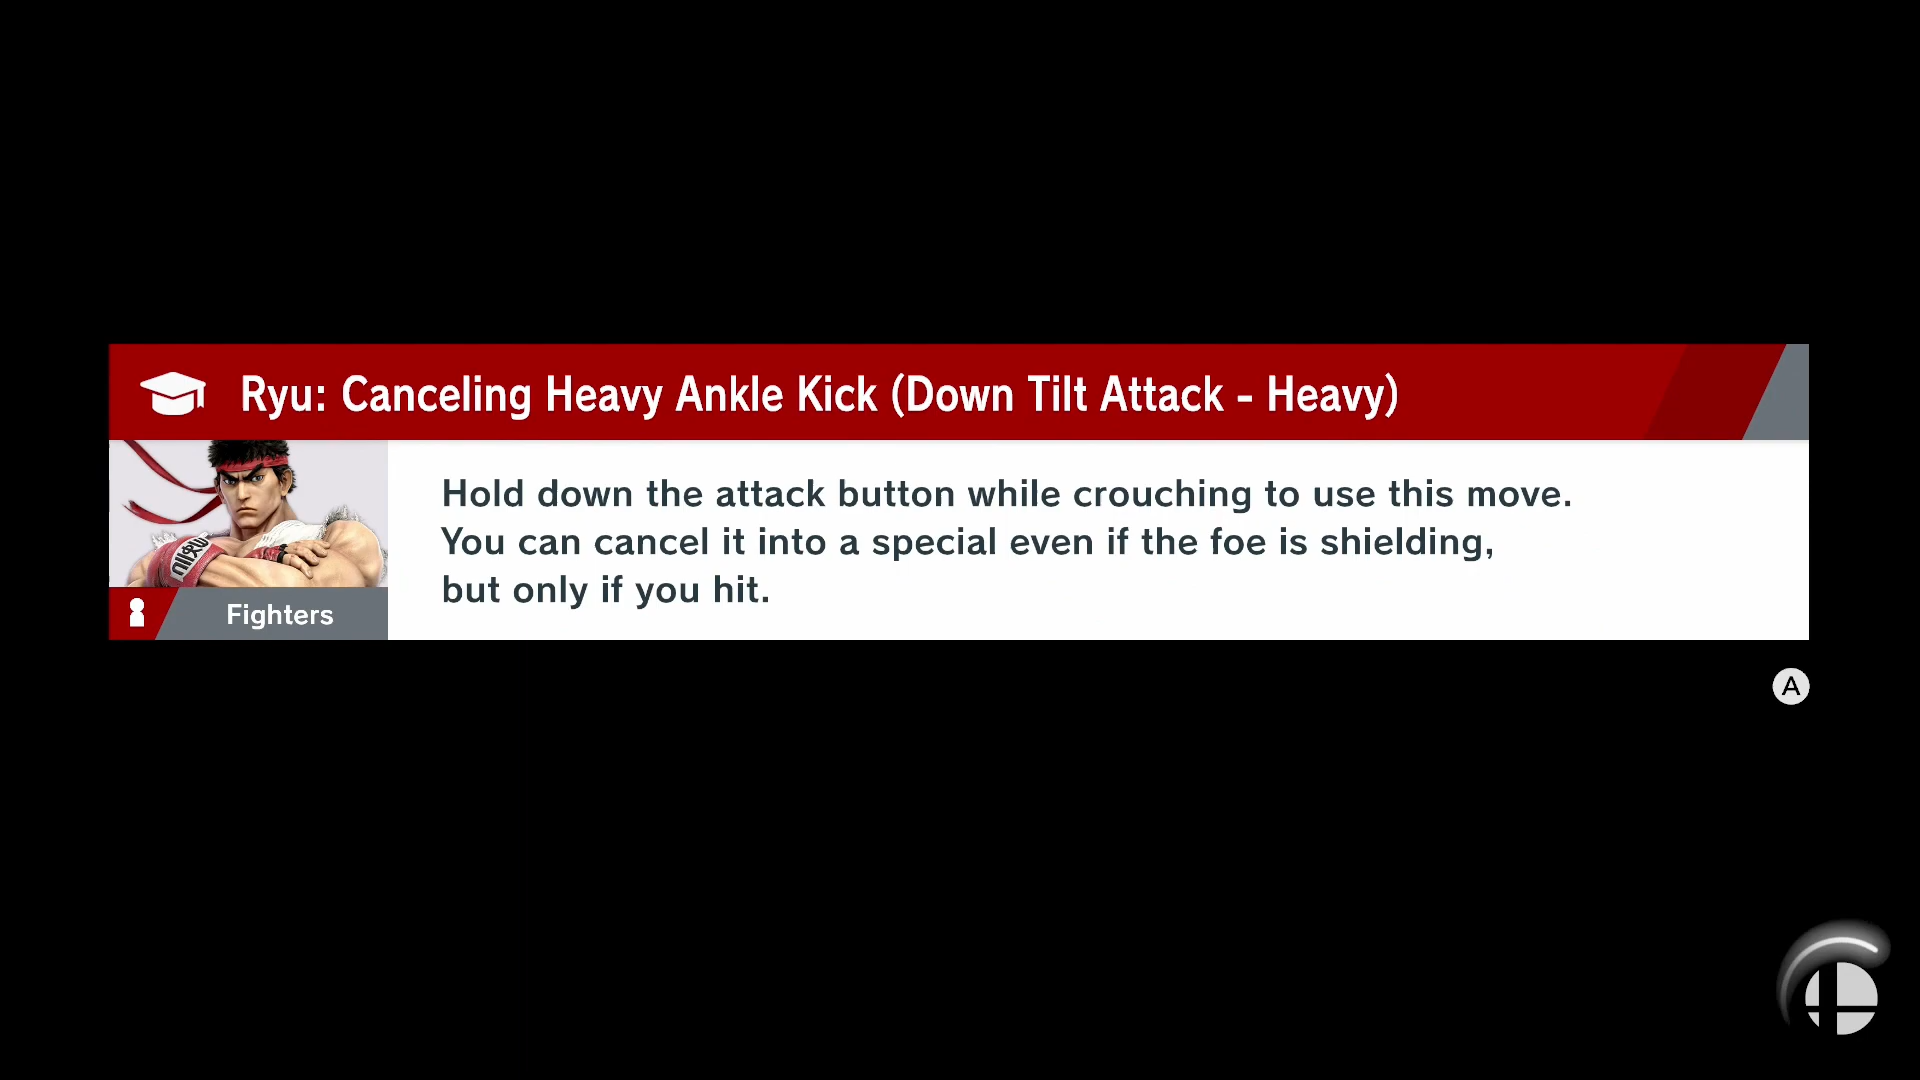 Ryu: Canceling Heavy Ankle Kick (Down Tilt Attack - Heavy)
Hold down the attack button while crouching to use this move.
You can cancel it into a special even if the foe is shielding,
but only if you hit.
Fighters
A